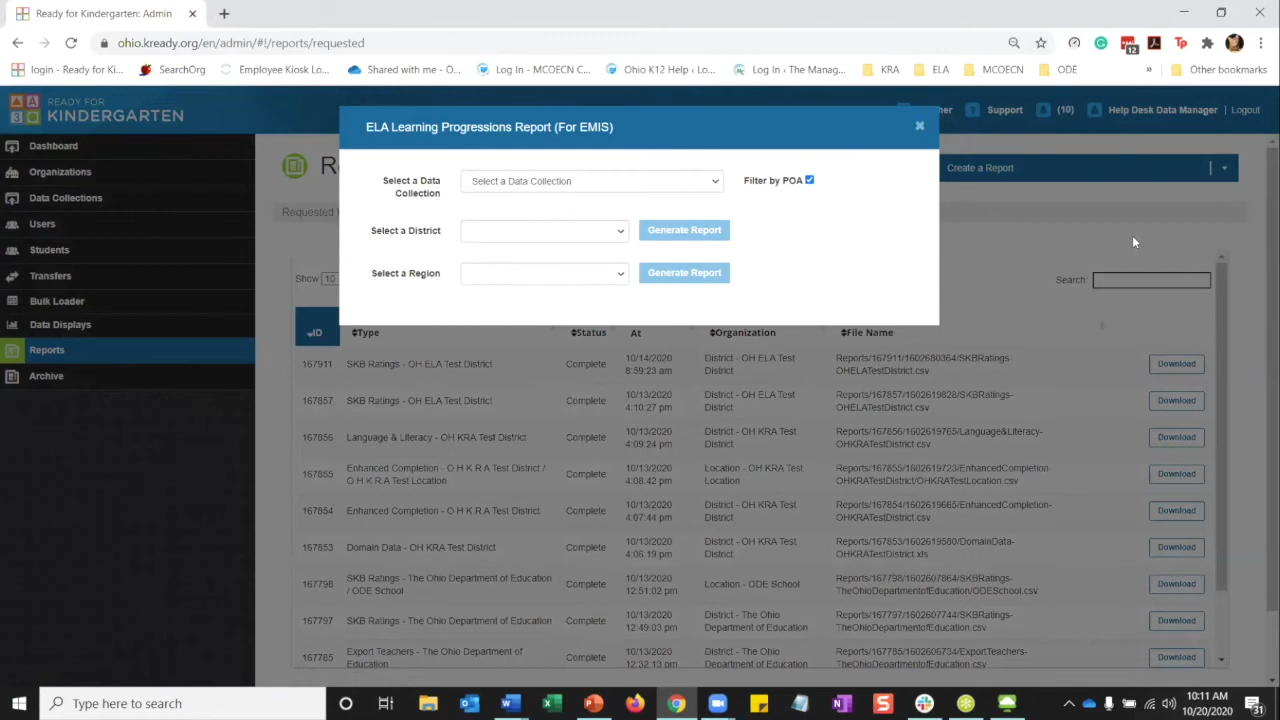 Ready for Kindergarten: Admin
ohio.kready.org/en/admin/#!/reports/requested
12
login - Ready for Ki...
SearchOrg
Employee Kiosk Lo...
Shared with me - O...
Log In - MCOECN C...
Ohio K12 Help ‹ Lo...
Log In ‹ The Manag...
KRA
ELA
MCOECN
ODE
»
Other bookmarks
READY FOR
KINDERGARTEN
her
Support
(10)
Help Desk Data Manager
Logout
Dashboard
Organizations
Data Collections
Users
Students
Transfers
Bulk Loader
Data Displays
Reports
Archive
R
Create a Report
Requested
ELA Learning Progressions Report (For EMIS)
Select a Data
Collection
Select a Data Collection
Filter by POA
Select a District
Generate Report
Select a Region
Generate Report
Show 10
Search:
ID Type Status At Organization File Name
167911 SKB Ratings - OH ELA Test District Complete 10/14/2020 8:59:23 am District - OH ELA Test District Reports/167911/1602680364/SKBRatings-OHELATestDistrict.csv Download
167857 SKB Ratings - OH ELA Test District Complete 10/13/2020 4:10:27 pm District - OH ELA Test District Reports/167857/1602619828/SKBRatings-OHELATestDistrict.csv Download
167856 Language & Literacy - OH KRA Test District Complete 10/13/2020 4:09:24 pm District - OH KRA Test District Reports/167856/1602619765/Language&Literacy-OHKRATestDistrict.csv Download
167855 Enhanced Completion - O H K R A Test District / O H K R A Test Location Complete 10/13/2020 4:08:42 pm Location - OH KRA Test Location Reports/167855/1602619723/EnhancedCompletion-OHKRATestDistrict/OHKRATestLocation.csv Download
167854 Enhanced Completion - O H K R A Test District Complete 10/13/2020 4:07:44 pm District - OH KRA Test District Reports/167854/1602619665/EnhancedCompletion-OHKRATestDistrict.csv Download
167853 Domain Data - OH KRA Test District Complete 10/13/2020 4:06:19 pm District - OH KRA Test District Reports/167853/1602619580/DomainData-OHKRATestDistrict.xls Download
167798 SKB Ratings - The Ohio Department of Education / ODE School Complete 10/13/2020 12:51:02 pm Location - ODE School Reports/167798/1602607864/SKBRatings-TheOhioDepartmentofEducation/ODESchool.csv Download
167797 SKB Ratings - The Ohio Department of Education Complete 10/13/2020 12:49:03 pm District - The Ohio Department of Education Reports/167797/1602607744/SKBRatings-TheOhioDepartmentofEducation.csv Download
167785 Export Teachers - The Ohio Department of Education Complete 10/13/2020 12:32:13 pm District - The Ohio Department of Education Reports/167785/1602606734/ExportTeachers-TheOhioDepartmentofEducation.csv Download
Type here to search
10:11 AM
10/20/2020
31